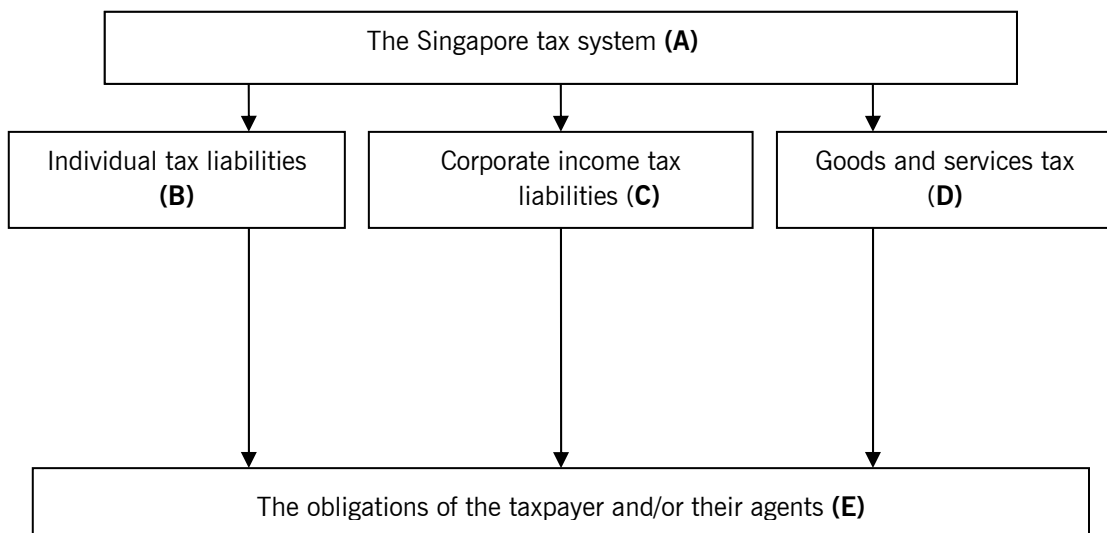 The Singapore tax system (A)
Individual tax liabilities
(B)
Corporate income tax
liabilities (C)
Goods and services tax
(D)
The obligations of the taxpayer and/or their agents (E)